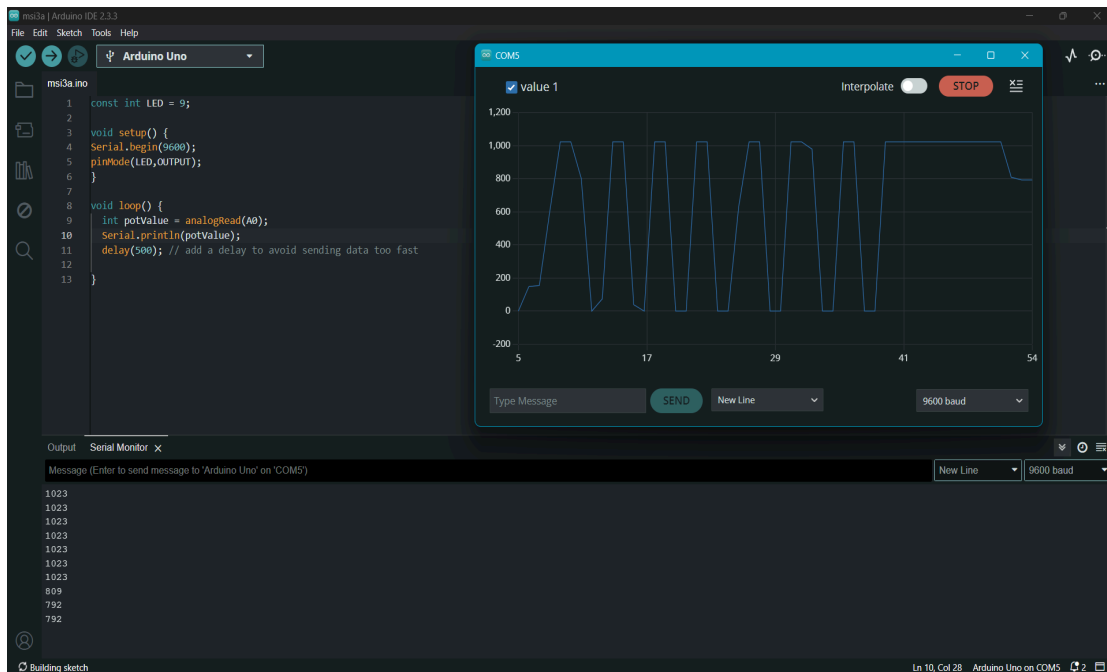 msi3a | Arduino IDE 2.3.3
File Edit Sketch Tools Help
Arduino Uno
msi3a.ino
1 const int LED = 9;
2
3 void setup() {
4 Serial.begin(9600);
5 pinMode(LED,OUTPUT);
6 }
7
8 void loop() {
9 int potValue = analogRead(A0);
10 Serial.println(potValue);
11 delay(500); // add a delay to avoid sending data too fast
12
13 }
COM5
value 1
Interpolate
STOP
1,200
1,000
800
600
400
200
0
-200
5 17 29 41 54
Type Message
SEND
New Line
9600 baud
Output Serial Monitor
Message (Enter to send message to 'Arduino Uno' on 'COM5')
New Line
9600 baud
1023
1023
1023
1023
1023
1023
1023
809
792
792
Building sketch
Ln 10, Col 28 Arduino Uno on COM5 2